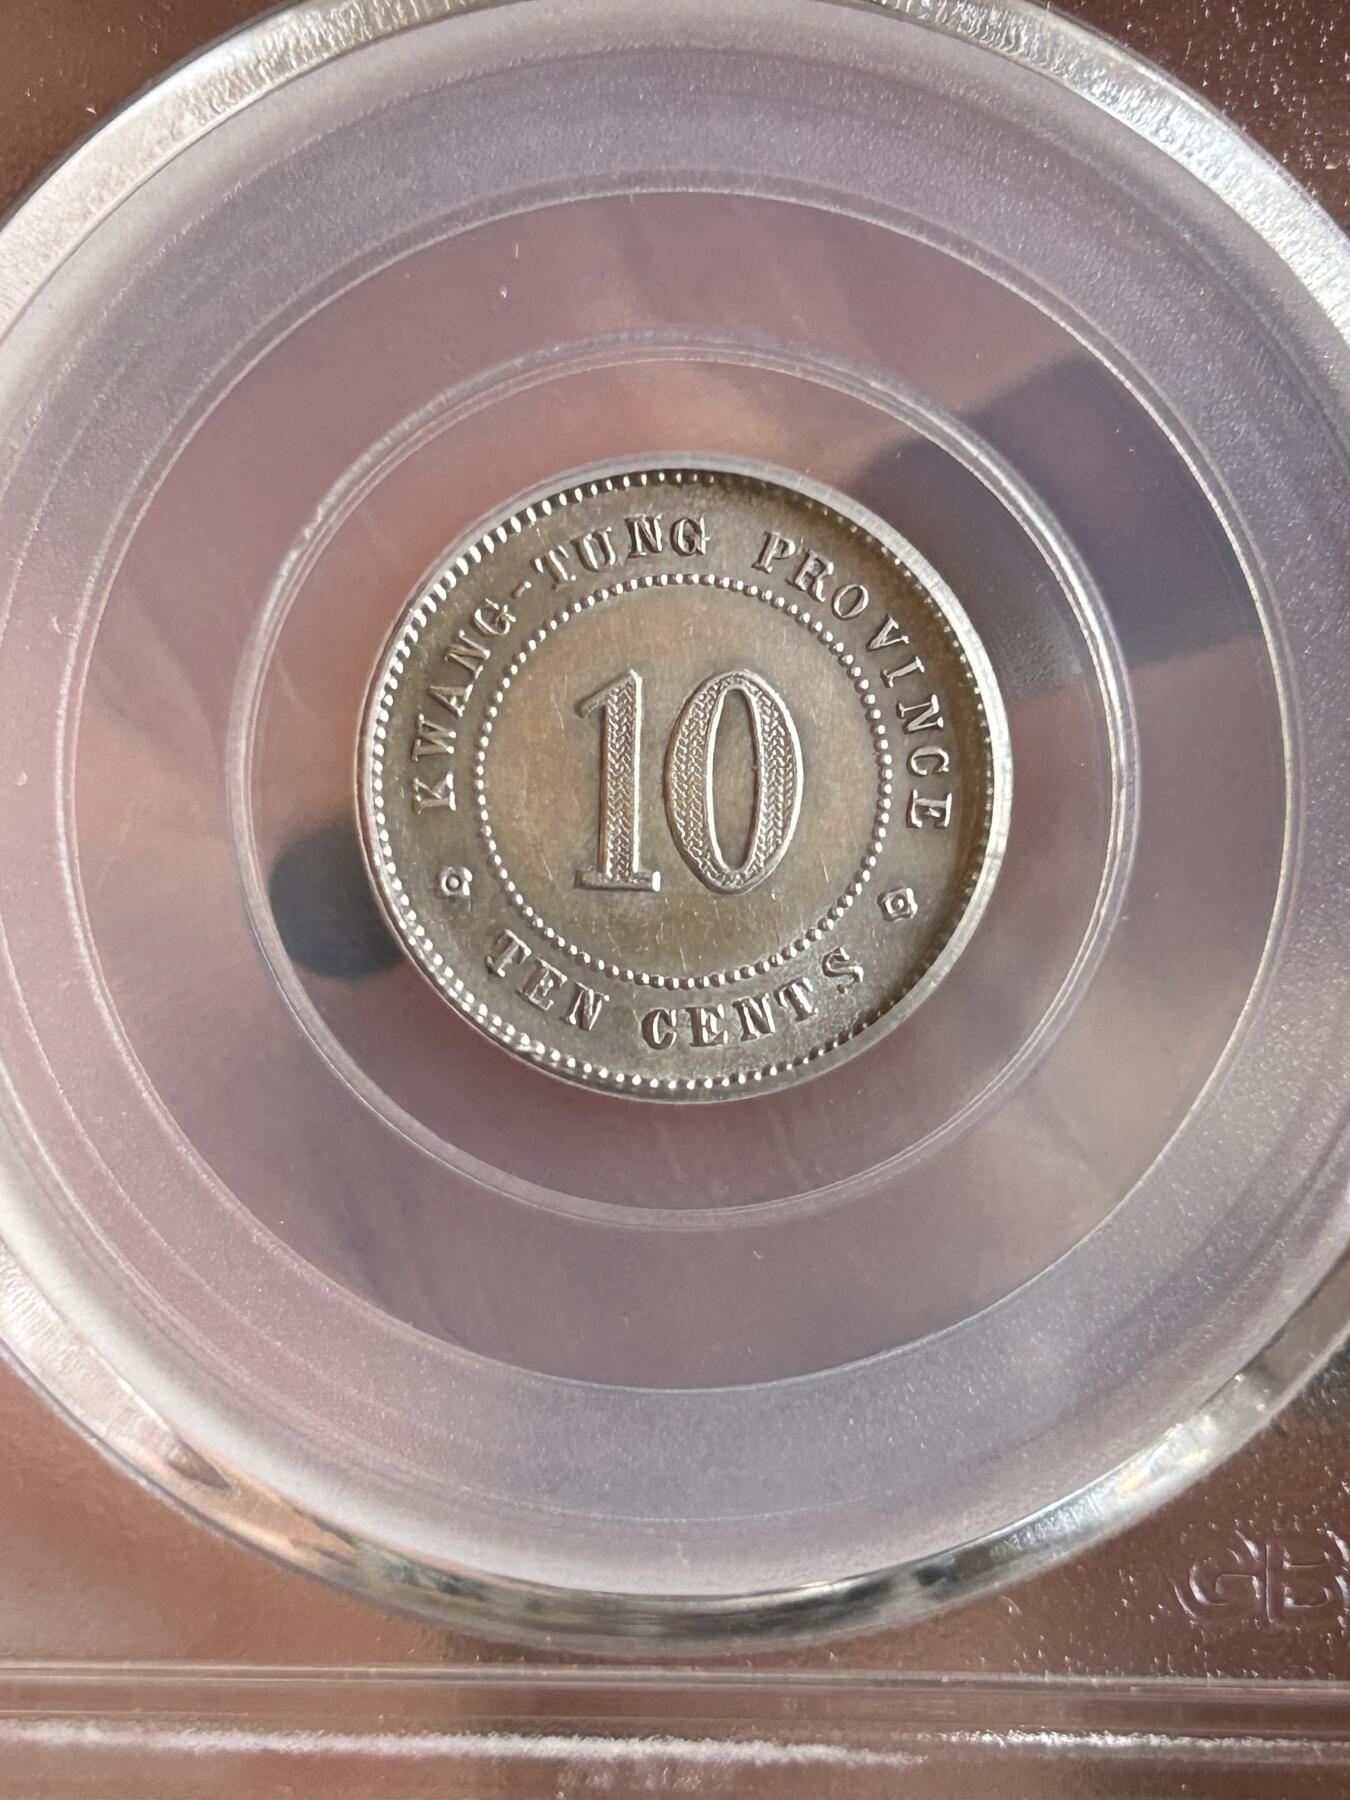 KWANG-TUNG PROVINCE
10
TEN CENTS